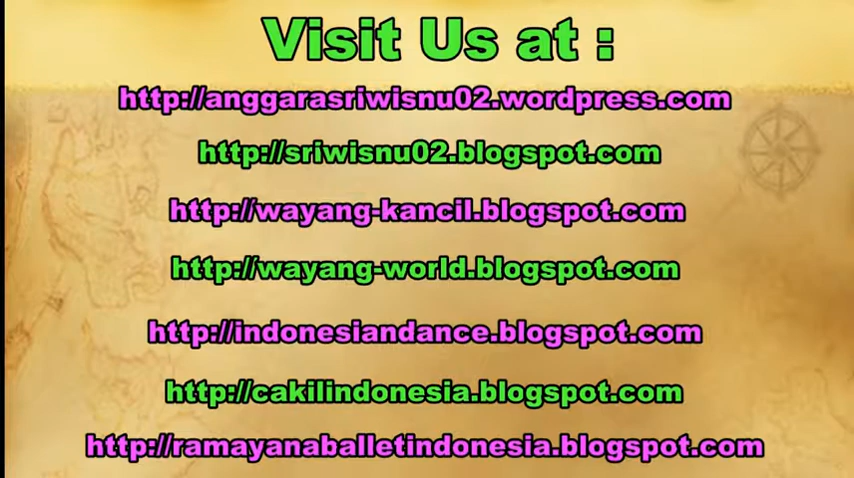 Visit Us at :
http://anggarasriwisnu02.wordpress.com
http://sriwisnu02.blogspot.com
http://wayang-kancil.blogspot.com
http://wayang-world.blogspot.com
http://indonesiandance.blogspot.com
http://cakilindonesia.blogspot.com
http://ramayanaballetindonesia.blogspot.com